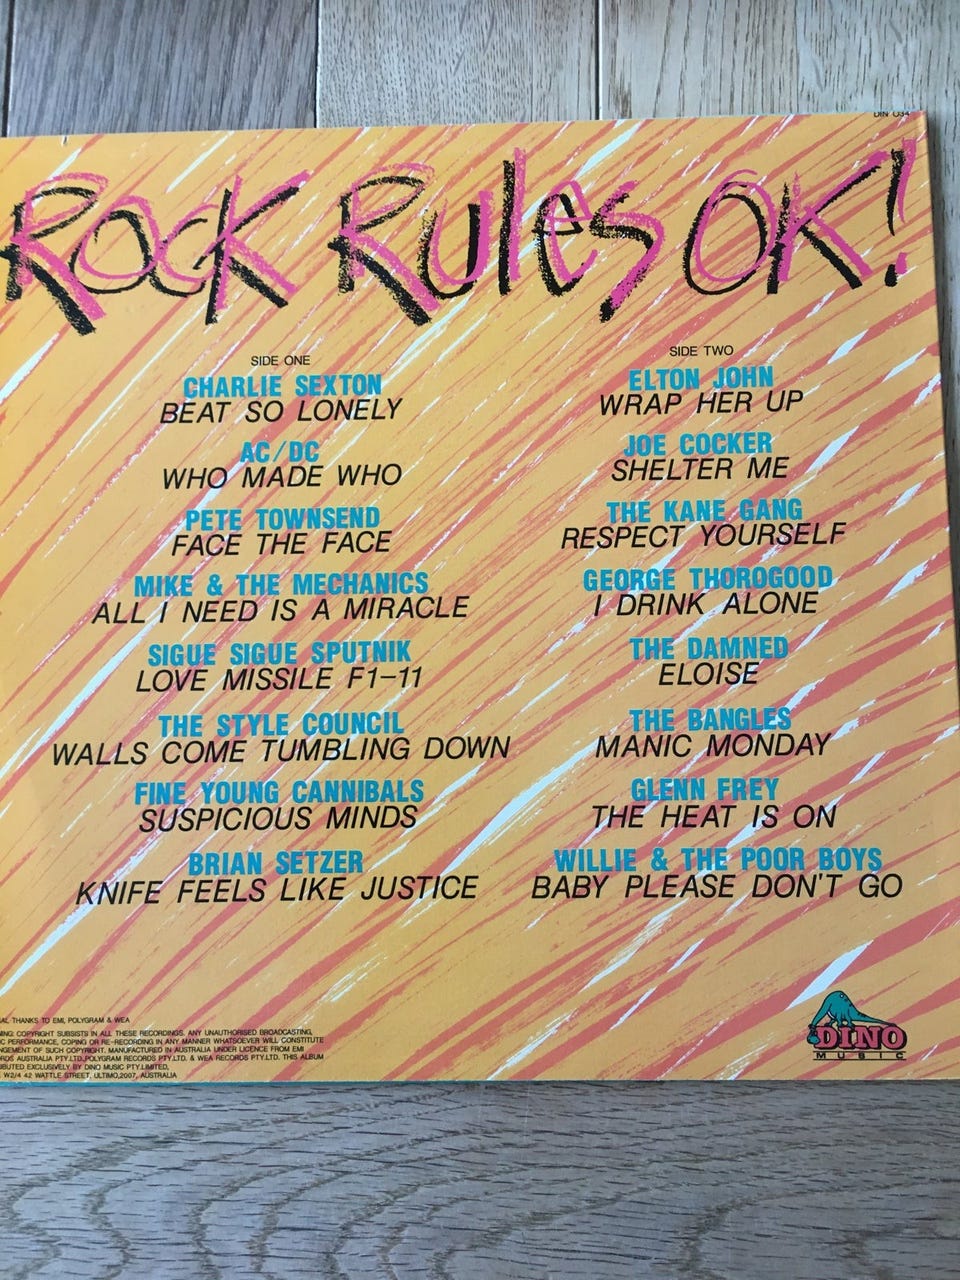 DIN 034
Rock Rules OK!
SIDE ONE
CHARLIE SEXTON
BEAT SO LONELY
AC/DC
WHO MADE WHO
PETE TOWNSEND
FACE THE FACE
MIKE & THE MECHANICS
ALL I NEED IS A MIRACLE
SIGUE SIGUE SPUTNIK
LOVE MISSILE F1-11
THE STYLE COUNCIL
WALLS COME TUMBLING DOWN
FINE YOUNG CANNIBALS
SUSPICIOUS MINDS
BRIAN SETZER
KNIFE FEELS LIKE JUSTICE
SIDE TWO
ELTON JOHN
WRAP HER UP
JOE COCKER
SHELTER ME
THE KANE GANG
RESPECT YOURSELF
GEORGE THOROGOOD
I DRINK ALONE
THE DAMNED
ELOISE
THE BANGLES
MANIC MONDAY
GLENN FREY
THE HEAT IS ON
WILLIE & THE POOR BOYS
BABY PLEASE DON'T GO
THANKS TO EMI, POLYGRAM & WEA
COPYRIGHT SUBSISTS IN ALL THESE RECORDINGS. ANY UNAUTHORISED BROADCASTING,
PERFORMANCE, COPING OR RE-RECORDING IN ANY MANNER WHATSOEVER WILL CONSTITUTE
OF SUCH COPYRIGHT. MANUFACTURED IN AUSTRALIA UNDER LICENCE FROM EMI
AUSTRALIA PTY.LTD.POLYGRAM RECORDS PTY.LTD. & WEA RECORDS PTY.LTD. THIS ALBUM
EXCLUSIVELY BY DINO MUSIC PTY.LIMITED,
W2/4 42 WATTLE STREET, ULTIMO,2007, AUSTRALIA
DINO
MUSIC